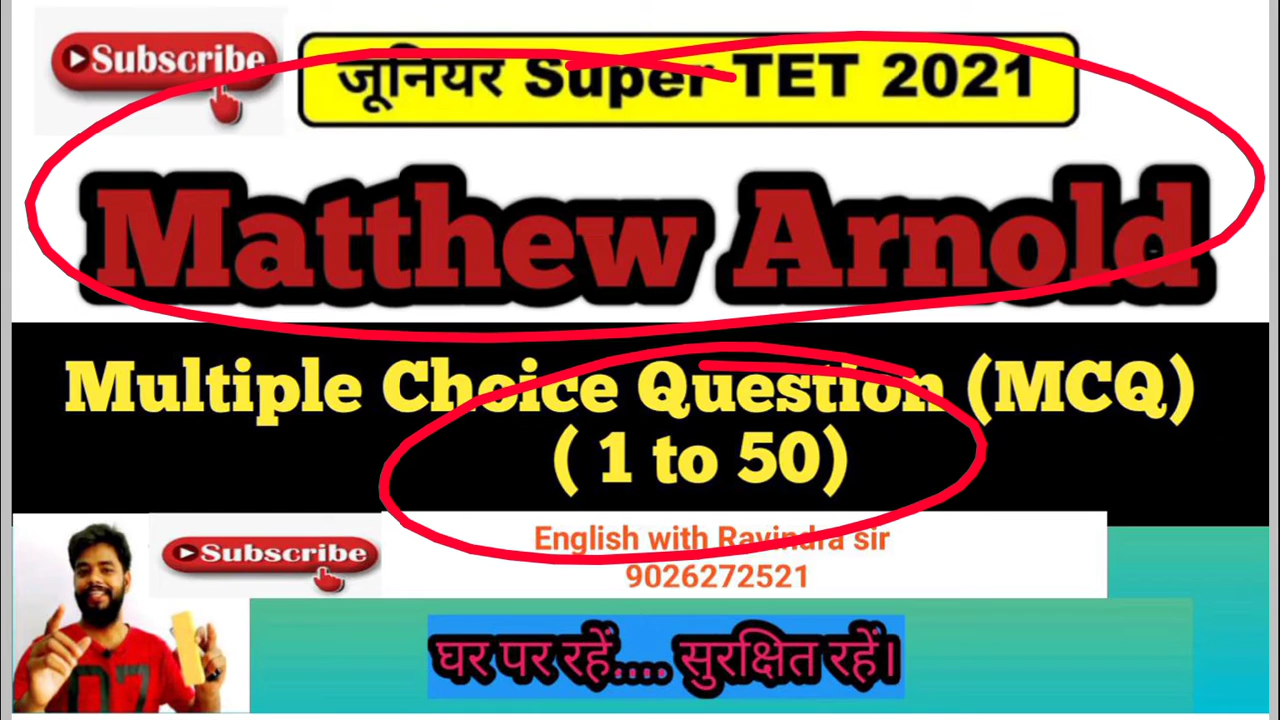 Subscribe
जूनियर Super TET 2021
Matthew Arnold
Multiple Choice Question (MCQ)
( 1 to 50)
English with Ravindra sir
9026272521
Subscribe
07
घर पर रहें.... सुरक्षित रहें।